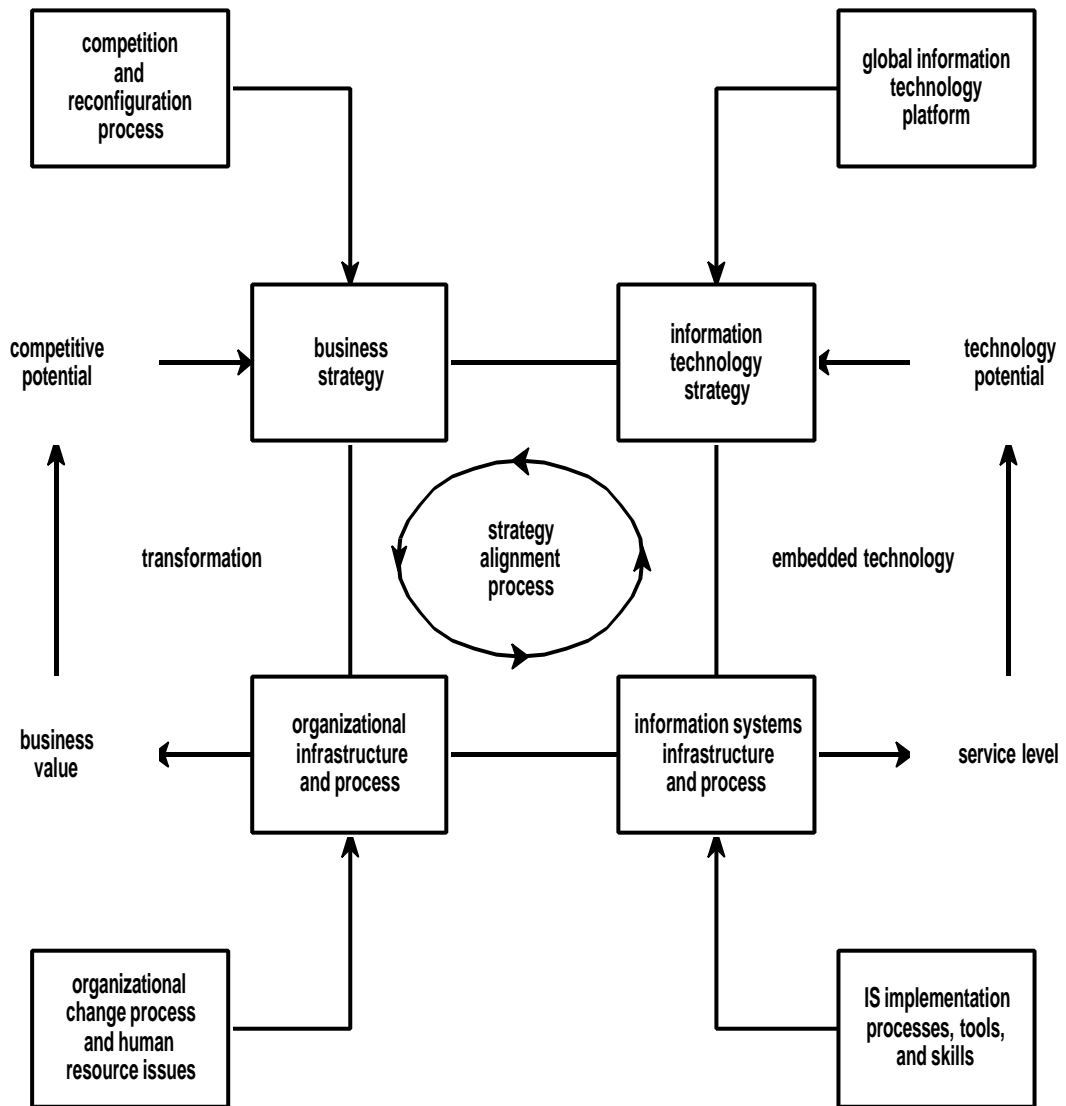 competition
and
reconfiguration
process
global information
technology
platform
competitive
potential
business
strategy
information
technology
strategy
technology
potential
transformation
strategy
alignment
process
embedded technology
business
value
organizational
infrastructure
and process
information systems
infrastructure
and process
service level
organizational
change process
and human
resource issues
IS implementation
processes, tools,
and skills